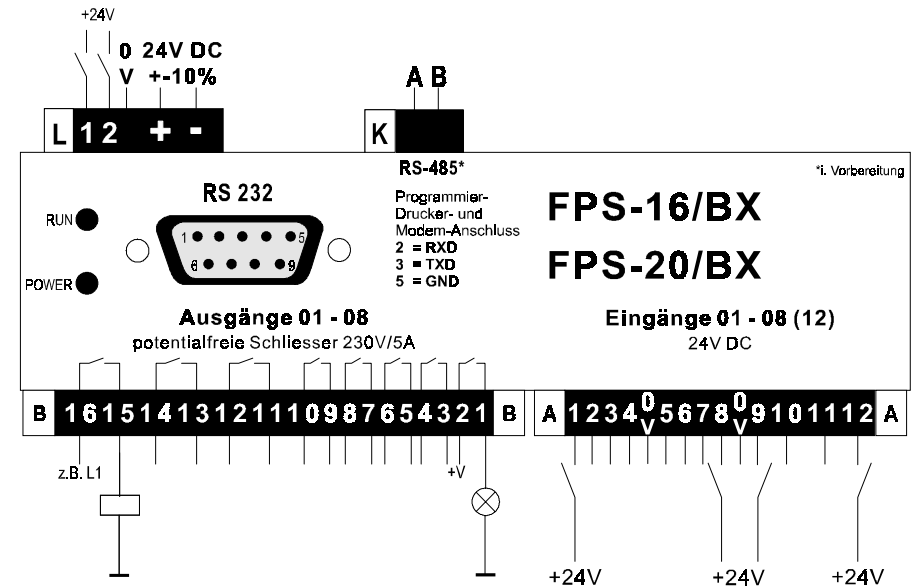 +24V
0 24V DC
V +-10%
A B
L 1 2 + -
K
RS-485*
*i. Vorbereitung
RS 232
Programmier-
Drucker- und
Modem-Anschluss
2 = RXD
3 = TXD
5 = GND
FPS-16/BX
FPS-20/BX
RUN
1 5
6 9
POWER
Ausgänge 01 - 08
potentialfreie Schliesser 230V/5A
Eingänge 01 - 08 (12)
24V DC
B 16 15 14 13 12 11 10 9 8 7 6 5 4 3 2 1 B
A 1 2 3 4 0V 5 6 7 8 0V 9 10 11 12 A
z.B. L1
+V
+24V
+24V
+24V